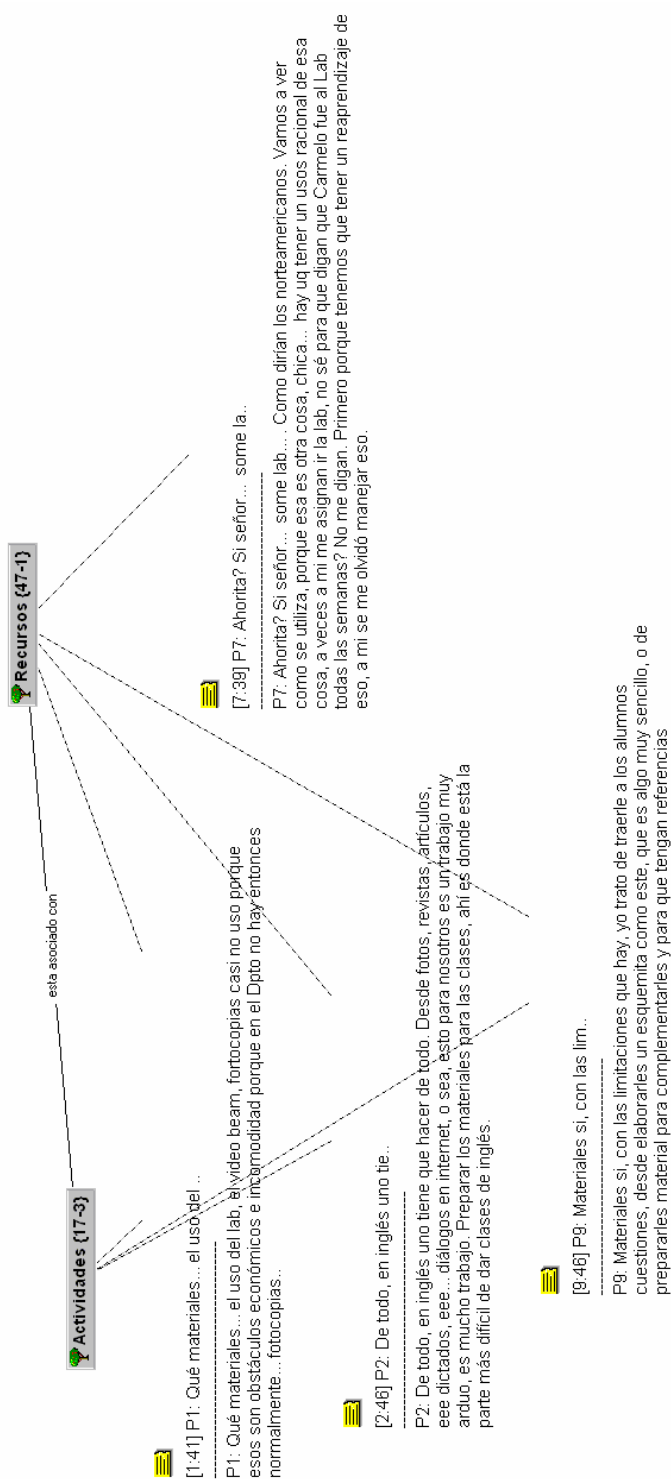 Actividades {17-3}
esta asociado con
Recursos {47-1}
[1:41] P1: Qué materiales... el uso del ..
P1: Qué materiales... el uso del lab, el video beam, fortocopias casi no uso porque
esos son obstáculos económicos e incomodidad porque en el Dpto no hay entonces
normalmente... fotocopias..
[7:39] P7: Ahorita? Si señor... some la..
P7: Ahorita? Si señor... some lab.... Como dirían los norteamericanos. Vamos a ver
como se utiliza, porque esa es otra cosa, chica... hay uq tener un usos racional de esa
cosa, a veces a mi me asignan ir la lab, no sé para que digan que Carmelo fue al Lab
todas las semanas? No me digan. Primero porque tenemos que tener un reaprendizaje de
eso, a mi se me olvidó manejar eso.
[2:46] P2: De todo, en inglés uno tie..
P2: De todo, en inglés uno tiene que hacer de todo. Desde fotos, revistas, artículos,
eee dictados, eee... diálogos en internet, o sea, esto para nosotros es un trabajo muy
arduo, es mucho trabajo. Preparar los materiales para las clases, ahí es donde está la
parte más difícil de dar clases de inglés.
[9:46] P9: Materiales si, con las lim..
P9: Materiales si, con las limitaciones que hay, yo trato de traerle a los alumnos
cuestiones, desde elaborarles un esquemita como este, que es algo muy sencillo, o de
prepararles material para complementarles y para que tengan referencias